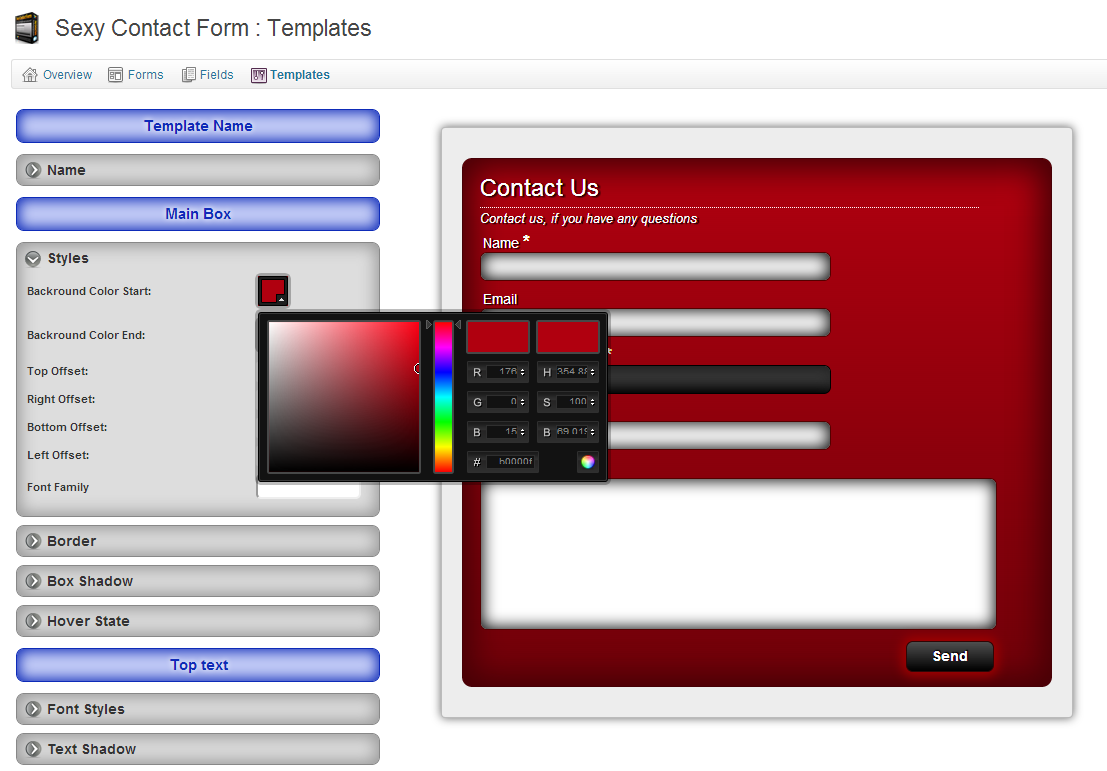 Sexy Contact Form : Templates
Overview Forms Fields Templates
Template Name
Name
Main Box
Styles
Backround Color Start:
Backround Color End:
Top Offset:
Right Offset:
Bottom Offset:
Left Offset:
Font Family
Border
Box Shadow
Hover State
Top text
Font Styles
Text Shadow
R 176 H 354.88
G 0 S 100
B 15 B 69.019
# b0000f
Contact Us
Contact us, if you have any questions
Name *
Email
*
Send